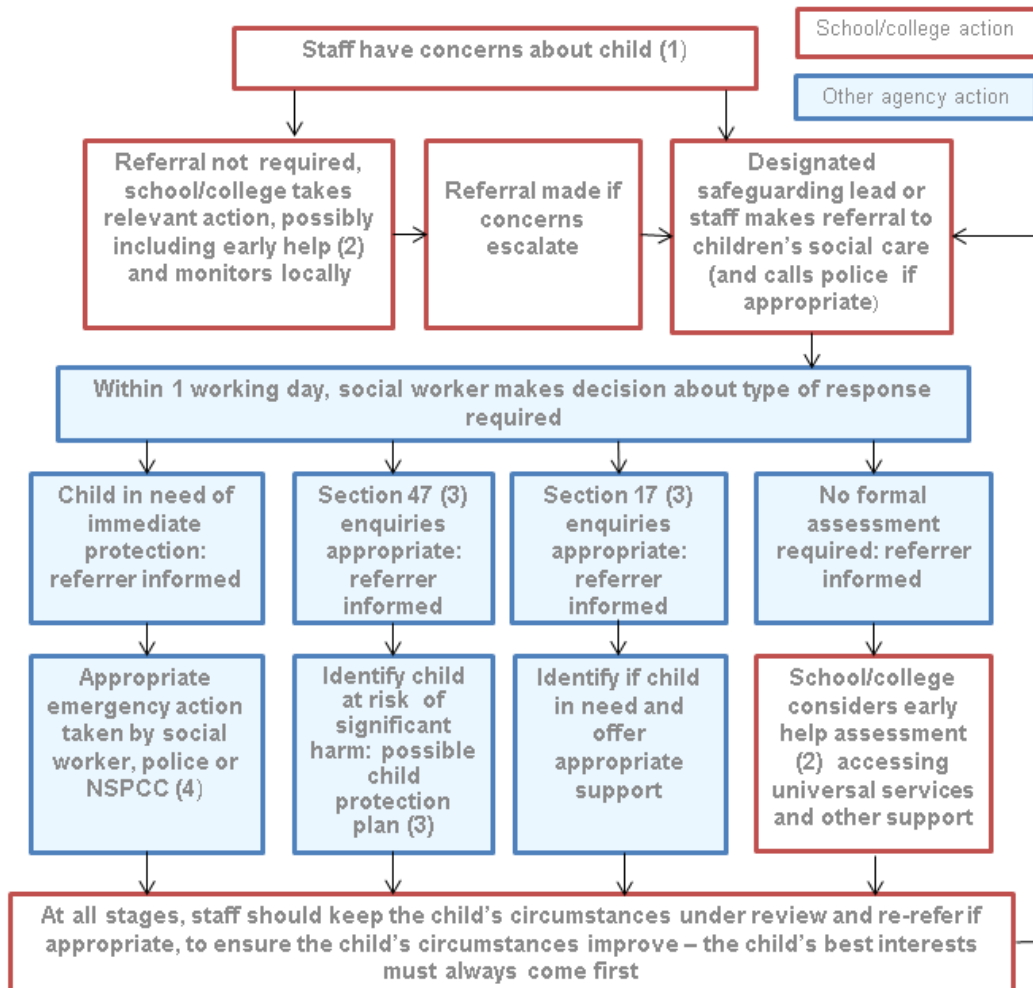 School/college action
Staff have concerns about child (1)
Other agency action
Referral not required,
school/college takes
relevant action, possibly
including early help (2)
and monitors locally
Referral made if
concerns
escalate
Designated
safeguarding lead or
staff makes referral to
children’s social care
(and calls police if
appropriate)
Within 1 working day, social worker makes decision about type of response
required
Child in need of
immediate
protection:
referrer informed
Section 47 (3)
enquiries
appropriate:
referrer
informed
Section 17 (3)
enquiries
appropriate:
referrer
informed
No formal
assessment
required: referrer
informed
Appropriate
emergency action
taken by social
worker, police or
NSPCC (4)
Identify child
at risk of
significant
harm: possible
child
protection
plan (3)
Identify if child
in need and
offer
appropriate
support
School/college
considers early
help assessment
(2) accessing
universal services
and other support
At all stages, staff should keep the child’s circumstances under review and re-refer if
appropriate, to ensure the child’s circumstances improve – the child’s best interests
must always come first